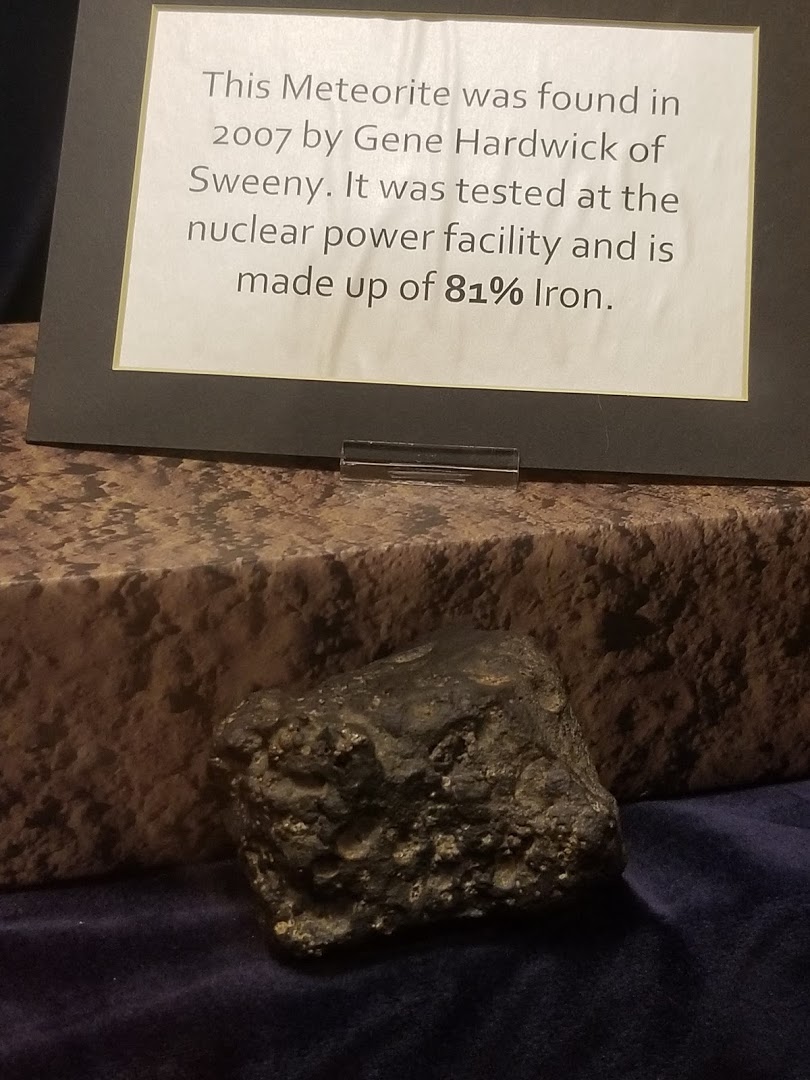 This Meteorite was found in
2007 by Gene Hardwick of
Sweeny. It was tested at the
nuclear power facility and is
made up of 81% Iron.